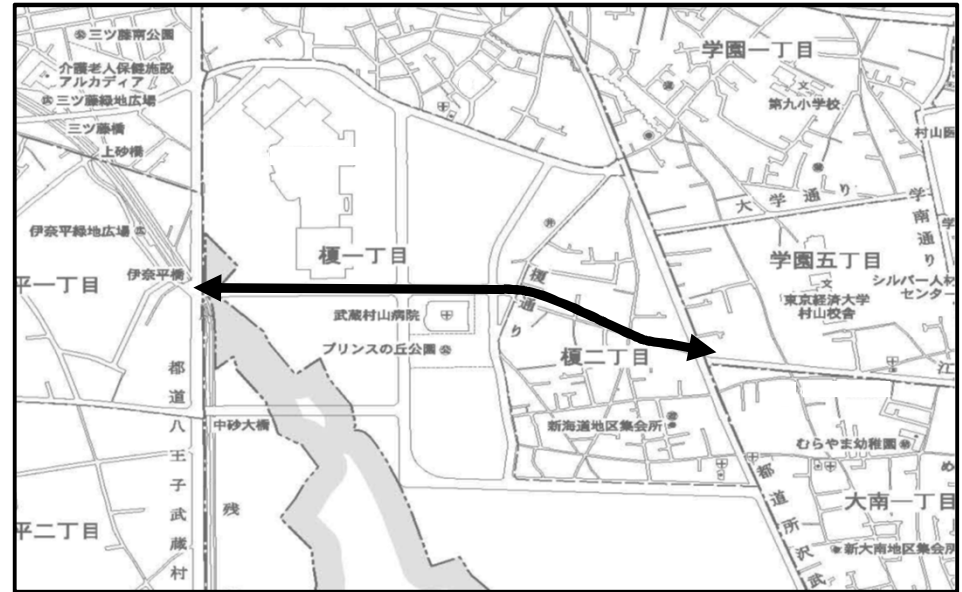 三ツ藤南公園
介護老人保健施設
アルカディア
三ツ藤緑地広場
三ツ藤橋
上砂橋
学園一丁目
第九小学校
村山医
大学通り
学
南通り
学
伊奈平緑地広場
伊奈平橋
平一丁目
榎一丁目
榎通り
学園五丁目
シルバー人材
センター
東京経済大学
村山校舎
武蔵村山病院
プリンスの丘公園
榎二丁目
江
都道八王子武蔵村
中砂大橋
新海道地区集会所
むらやま幼稚園
め
残
平二丁目
都道所沢武
大南一丁目
新大南地区集会所